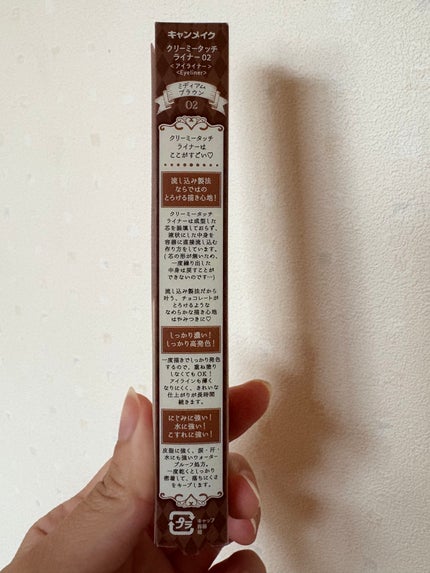 キャンメイク
クリーミータッチ
ライナー 02
<アイライナー>
<Eyeliner>
ミディアム
ブラウン
02
クリーミータッチ
ライナーは
ここがすごい♡
流し込み製法
ならではの
とろける描き心地!
クリーミータッチ
ライナーは成型した
芯を装填しておらず、
液状にした中身を
容器に直接流し込む
作り方をしています。
(芯の形が無いため、
一度繰り出した
中身は戻すことが
できないのです…)
流し込み製法だから
叶う、チョコレートが
とろけるような
なめらかな描き心地
はやみつきに♡
しっかり濃い!
しっかり高発色!
一度描きでしっかり発色
するので、重ね塗り
しなくてもOK!
アイラインも薄く
なりにくく、きれいな
仕上がりが長時間
続きます。
にじみに強い!
水に強い!
こすれに強い!
皮脂に強く、涙・汗・
水にも強いウォーター
プルーフ処方。
一度乾くとしっかり
密着して、落ちにくさ
をキープします。
プラ
キャップ
容器
栓